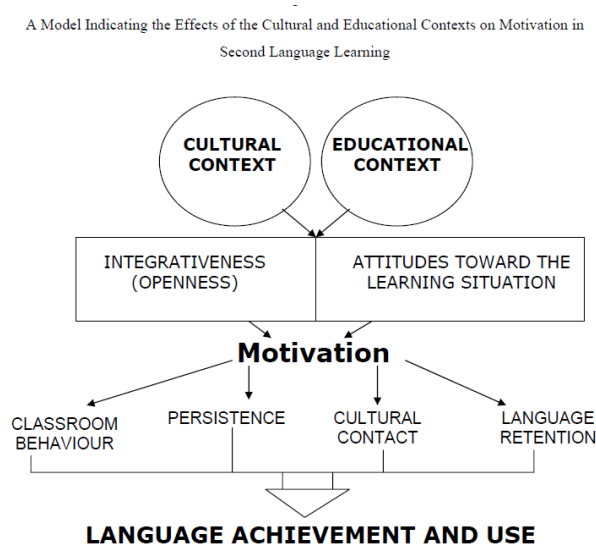 A Model Indicating the Effects of the Cultural and Educational Contexts on Motivation in
Second Language Learning
CULTURAL
CONTEXT
EDUCATIONAL
CONTEXT
INTEGRATIVENESS
(OPENNESS)
ATTITUDES TOWARD THE
LEARNING SITUATION
Motivation
CLASSROOM
BEHAVIOUR
PERSISTENCE
CULTURAL
CONTACT
LANGUAGE
RETENTION
LANGUAGE ACHIEVEMENT AND USE